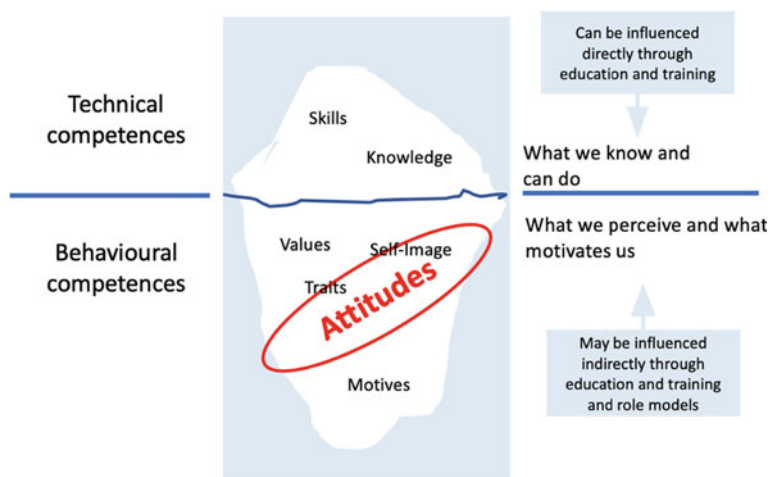 Can be influenced
directly through
education and training
Technical
competences
Skills
Knowledge
What we know and
can do
Behavioural
competences
Values
Self-Image
Traits
Attitudes
Motives
What we perceive and what
motivates us
May be influenced
indirectly through
education and training
and role models